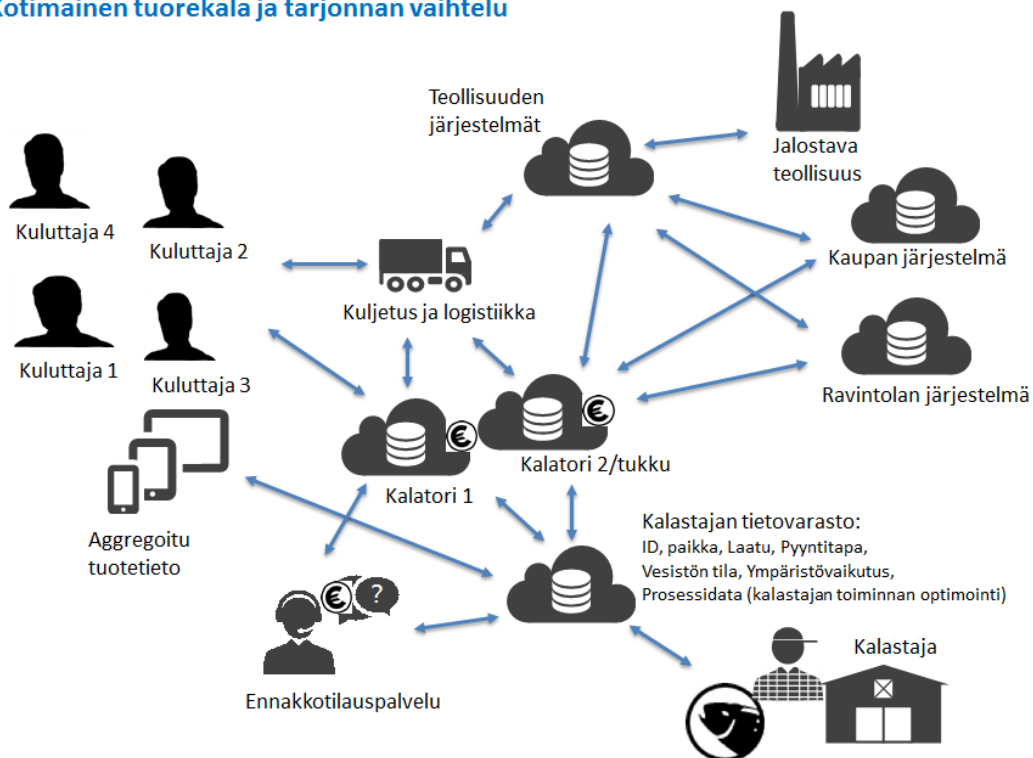 Kotimainen tuorekala ja tarjonnan vaihtelu
Teollisuuden
järjestelmät
Jalostava
teollisuus
Kuluttaja 4
Kuluttaja 2
Kaupan järjestelmä
Kuljetus ja logistiikka
Kuluttaja 1
Kuluttaja 3
Ravintolan järjestelmä
€
€
Kalatori 2/tukku
Kalatori 1
Kalastajan tietovarasto:
ID, paikka, Laatu, Pyyntitapa,
Vesistön tila, Ympäristövaikutus,
Prosessidata (kalastajan toiminnan optimointi)
Aggregoitu
tuotetieto
€ ?
Kalastaja
Ennakkotilauspalvelu